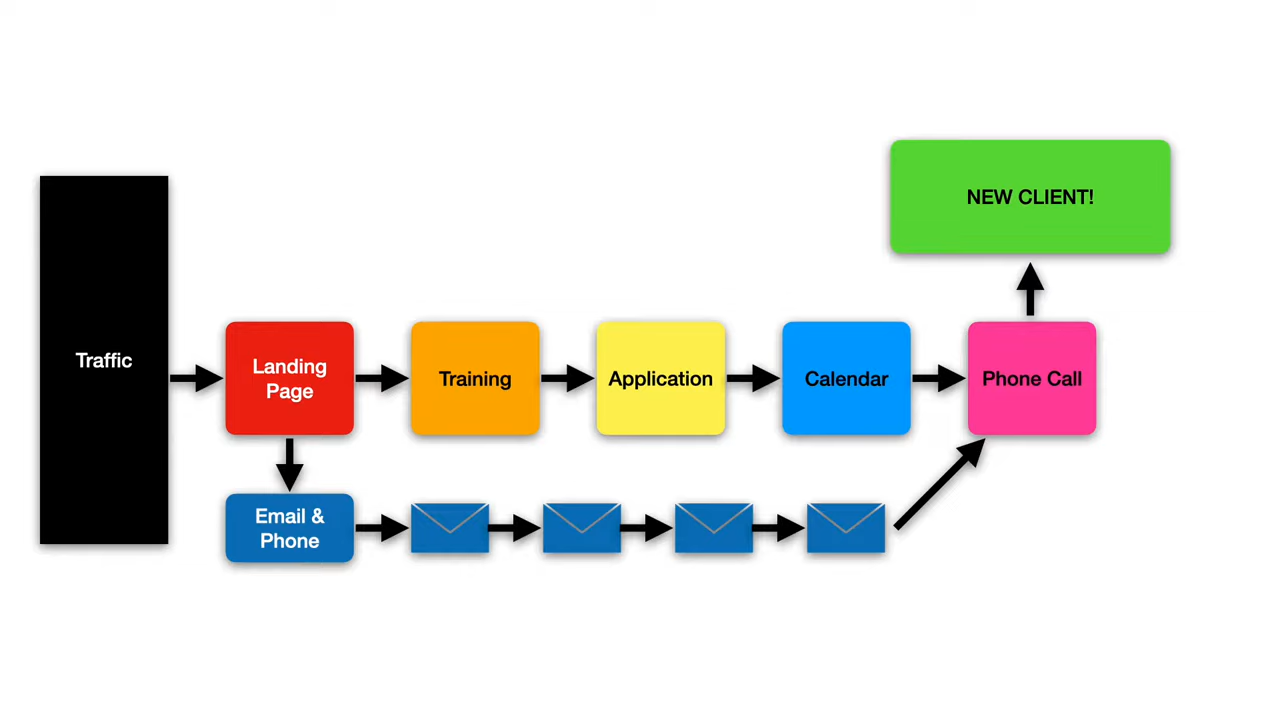 NEW CLIENT!
Traffic
Landing
Page
Training
Application
Calendar
Phone Call
Email &
Phone